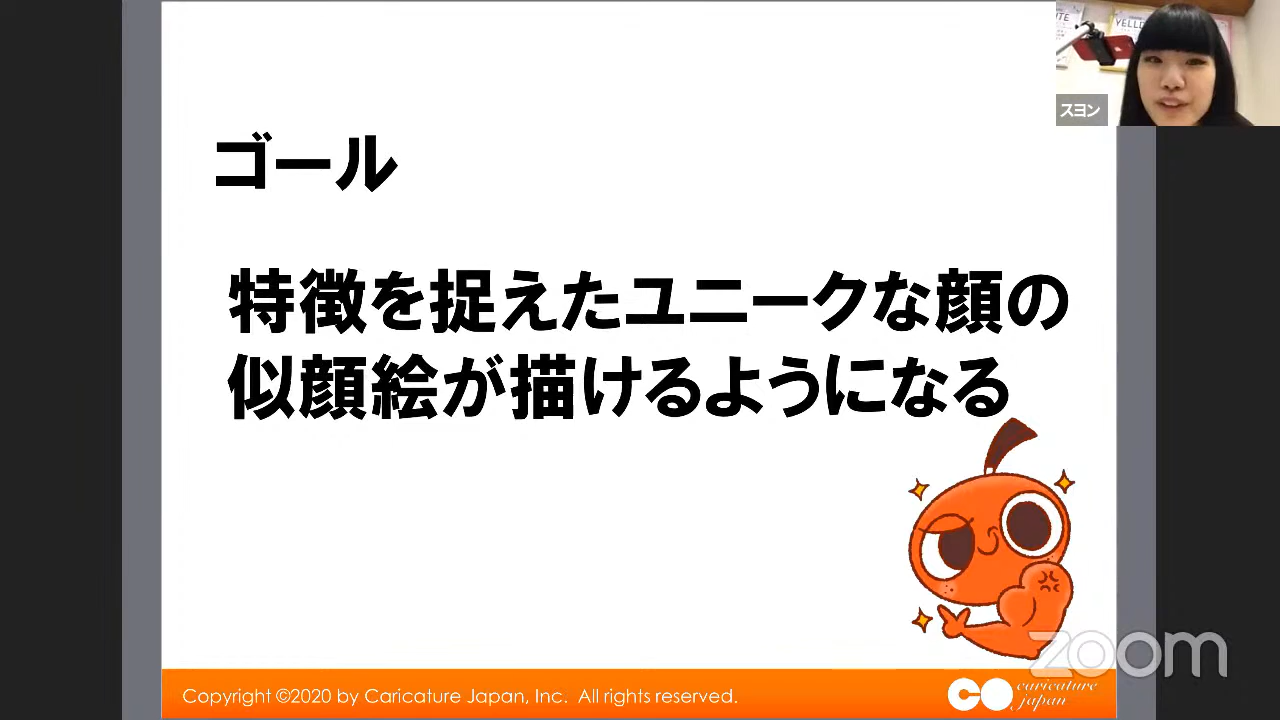 ゴール
特徴を捉えたユニークな顔の
似顔絵が描けるようになる
スヨン
YELLO
zoom
Copyright ©2020 by Caricature Japan, Inc. All rights reserved.
caricature
japan